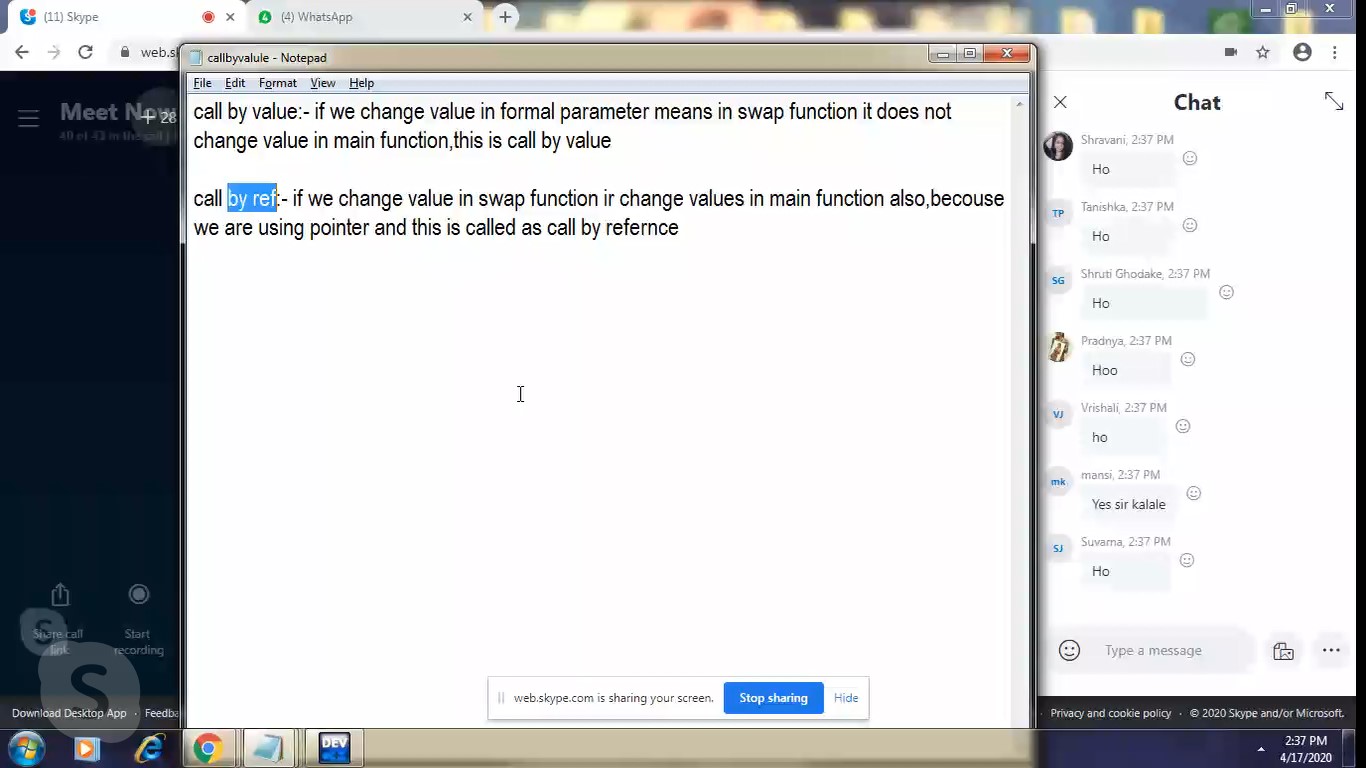 (11) Skype
(4) WhatsApp
web.sk
callbyvalule - Notepad
File Edit Format View Help
call by value:- if we change value in formal parameter means in swap function it does not
change value in main function,this is call by value
call by ref:- if we change value in swap function ir change values in main function also,becouse
we are using pointer and this is called as call by refernce
Meet Now
+ 28
Share call
link
Start
recording
Download Desktop App · Feedba
web.skype.com is sharing your screen.
Stop sharing
Hide
Chat
Shravani, 2:37 PM
Ho
TP
Tanishka, 2:37 PM
Ho
SG
Shruti Ghodake, 2:37 PM
Ho
Pradnya, 2:37 PM
Hoo
VJ
Vrishali, 2:37 PM
ho
mk
mansi, 2:37 PM
Yes sir kalale
SJ
Suvarna, 2:37 PM
Ho
Type a message
· Privacy and cookie policy · © 2020 Skype and/or Microsoft.
DEV
2:37 PM
4/17/2020